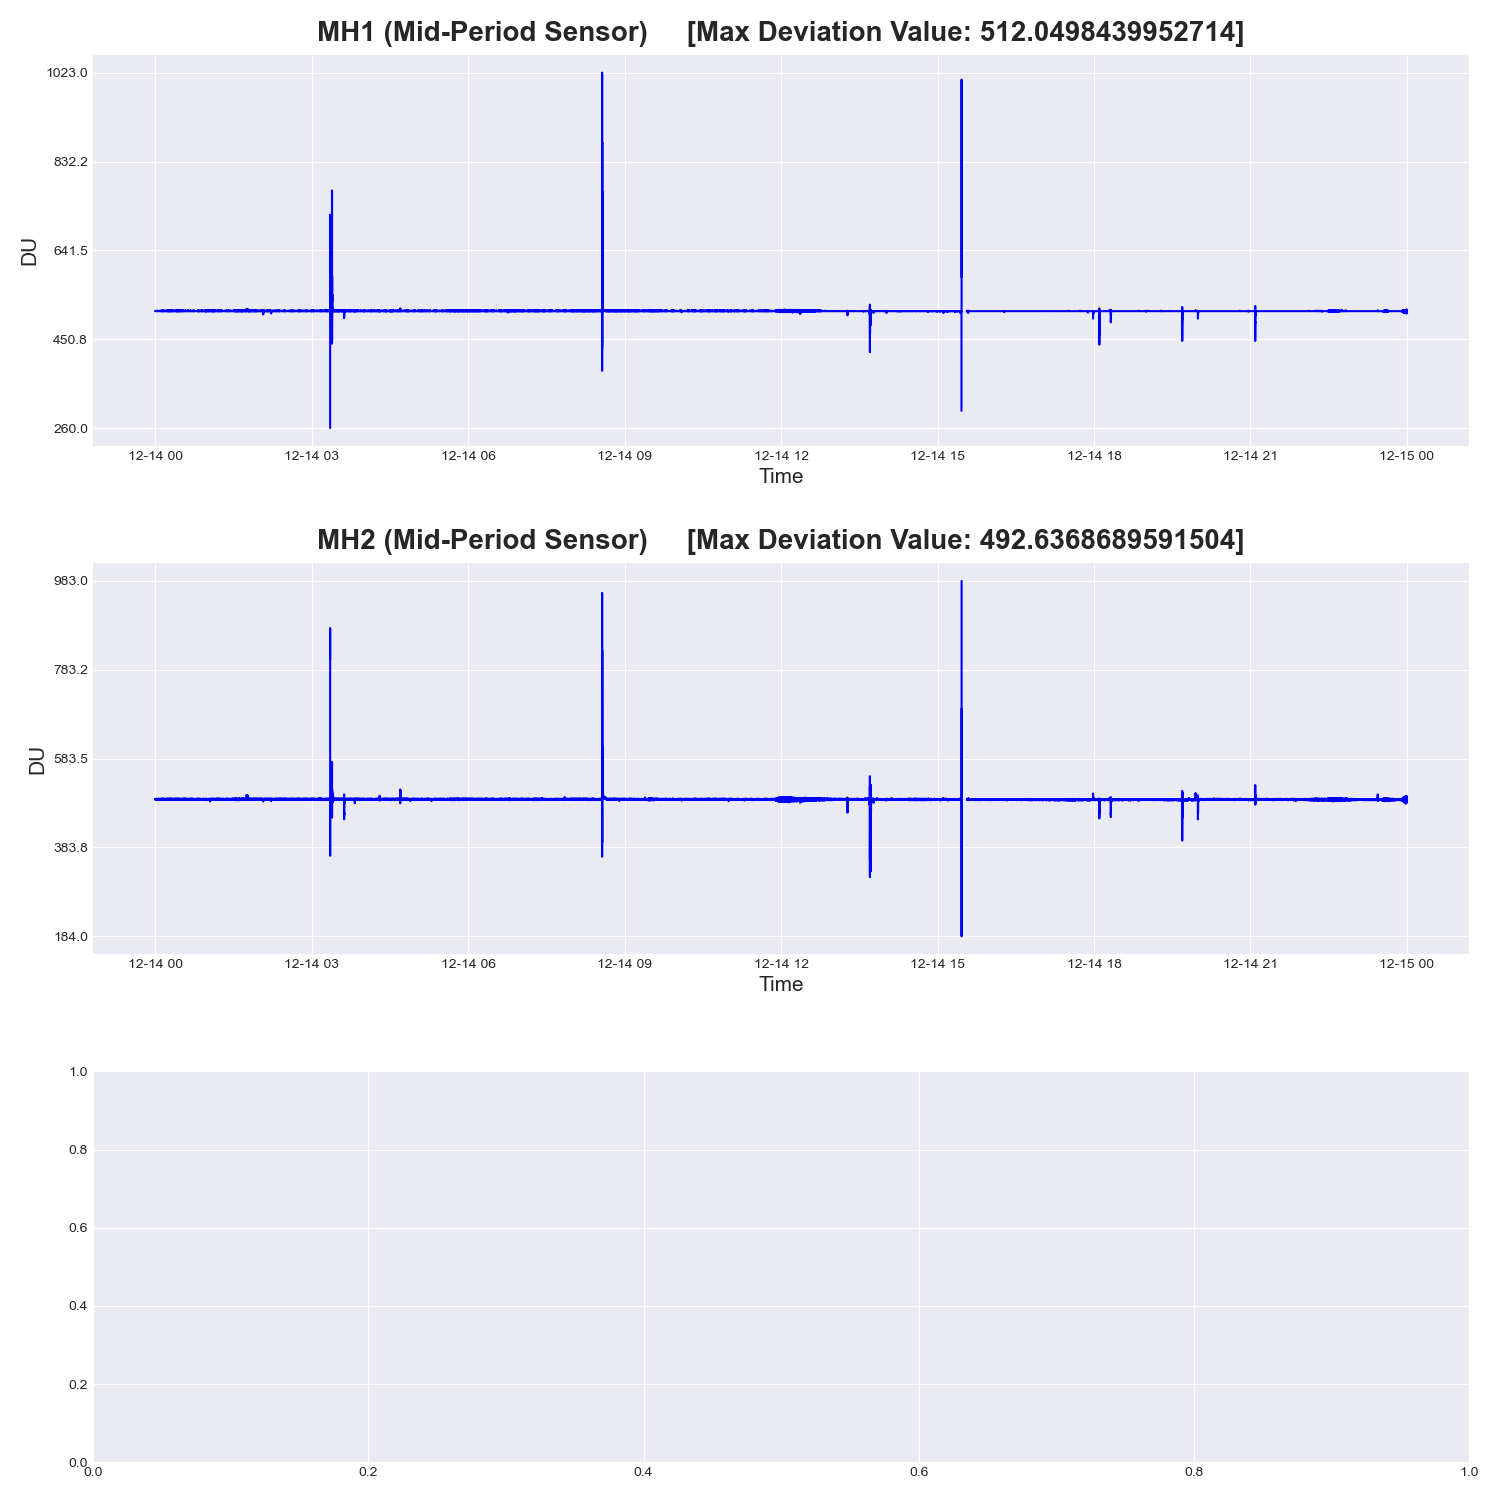 MH1 (Mid-Period Sensor) [Max Deviation Value: 512.0498439952714]
1023.0
832.2
641.5
450.8
260.0
DU
12-14 00 12-14 03 12-14 06 12-14 09 12-14 12 12-14 15 12-14 18 12-14 21 12-15 00
Time
MH2 (Mid-Period Sensor) [Max Deviation Value: 492.6368689591504]
983.0
783.2
583.5
383.8
184.0
DU
12-14 00 12-14 03 12-14 06 12-14 09 12-14 12 12-14 15 12-14 18 12-14 21 12-15 00
Time
1.0
0.8
0.6
0.4
0.2
0.0
0.0 0.2 0.4 0.6 0.8 1.0